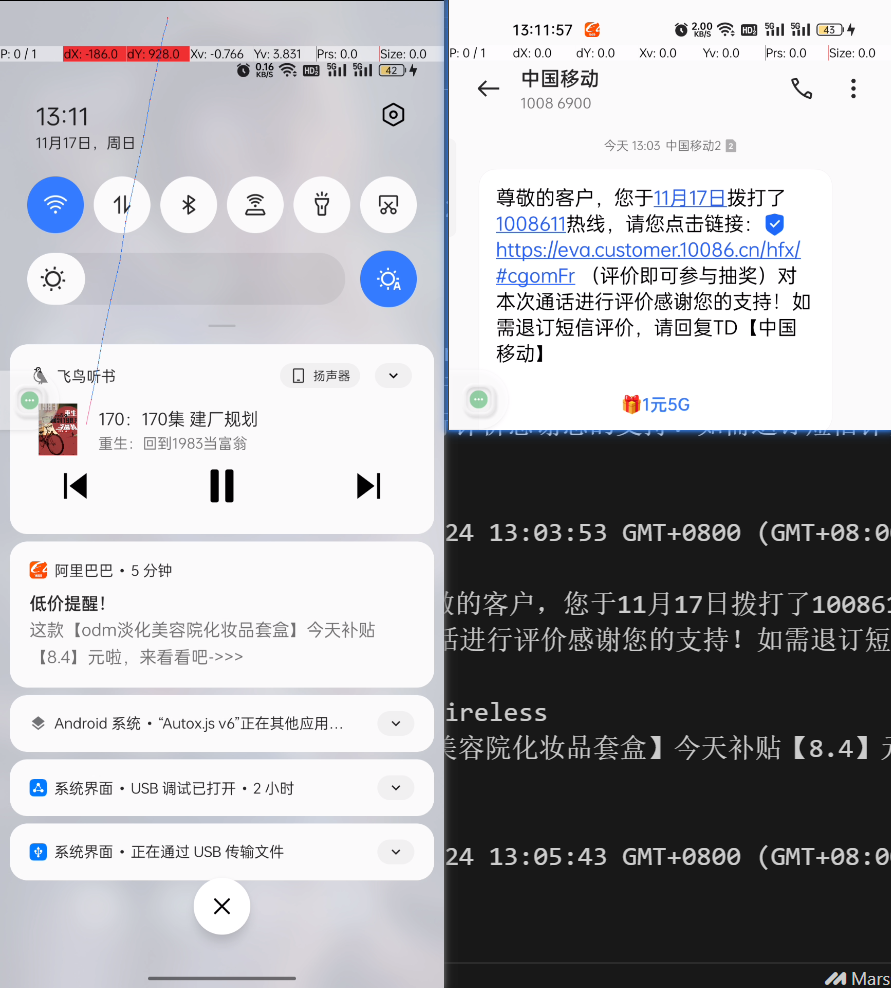 P: 0 / 1 dX: -186.0 dY: 928.0 Xv: -0.766 Yv: 3.831 Prs: 0.0 Size: 0.0
0.16 KB/S HD 5G 5G 42
13:11
11月17日，周日
飞鸟听书
扬声器
170：170集 建厂规划
重生：回到1983当富翁
阿里巴巴 • 5 分钟
低价提醒！
这款【odm淡化美容院化妆品套盒】今天补贴
【8.4】元啦，来看看吧->>>
Android 系统 • “Autox.js v6”正在其他应用…
系统界面 • USB 调试已打开 • 2 小时
系统界面 • 正在通过 USB 传输文件
13:11:57 2.00 KB/S HD 5G 5G 43
P: 0 / 1 dX: 0.0 dY: 0.0 Xv: 0.0 Yv: 0.0 Prs: 0.0 Size: 0.0
中国移动
1008 6900
今天 13:03 中国移动2 2
尊敬的客户，您于11月17日拨打了
1008611热线，请您点击链接：
https://eva.customer.10086.cn/hfx/
#cgomFr （评价即可参与抽奖）对
本次通话进行评价感谢您的支持！如
需退订短信评价，请回复TD【中国
移动】
1元5G
24 13:03:53 GMT+0800 (GMT+08:0
的客户，您于11月17日拨打了100861
话进行评价感谢您的支持！如需退订短
ireless
美容院化妆品套盒】今天补贴【8.4】元
24 13:05:43 GMT+0800 (GMT+08:0
Mars